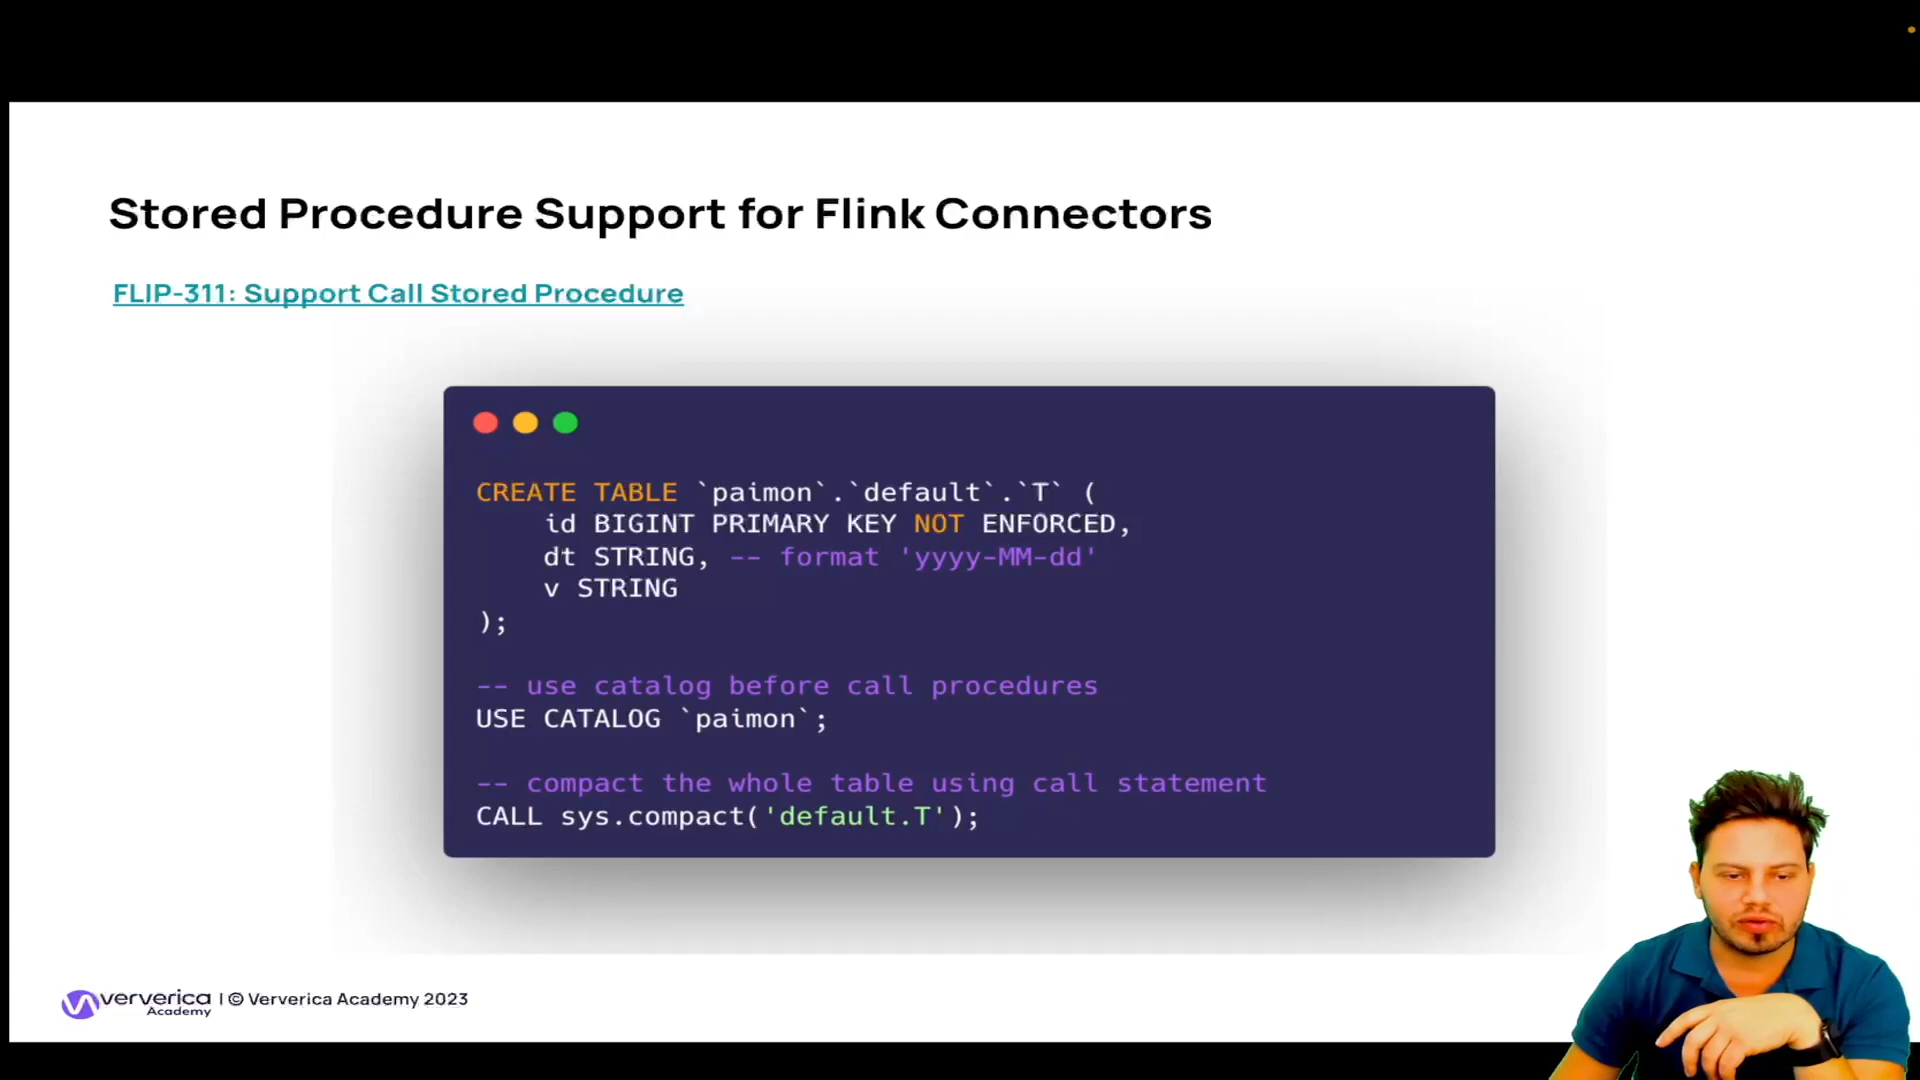 Stored Procedure Support for Flink Connectors
FLIP-311: Support Call Stored Procedure
CREATE TABLE `paimon`.`default`.`T` (
    id BIGINT PRIMARY KEY NOT ENFORCED,
    dt STRING, -- format 'yyyy-MM-dd'
    v STRING
);
-- use catalog before call procedures
USE CATALOG `paimon`;
-- compact the whole table using call statement
CALL sys.compact('default.T');
ververica Academy | © Ververica Academy 2023